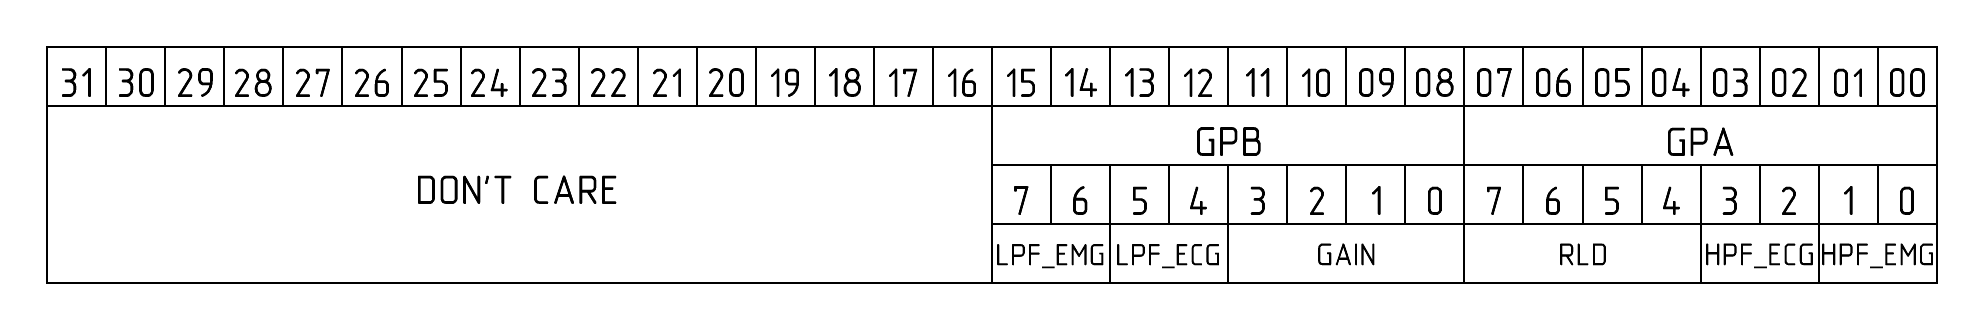 31 30 29 28 27 26 25 24 23 22 21 20 19 18 17 16 15 14 13 12 11 10 09 08 07 06 05 04 03 02 01 00
GPB GPA
DON'T CARE
7 6 5 4 3 2 1 0 7 6 5 4 3 2 1 0
LPF_EMG LPF_ECG GAIN RLD HPF_ECG HPF_EMG